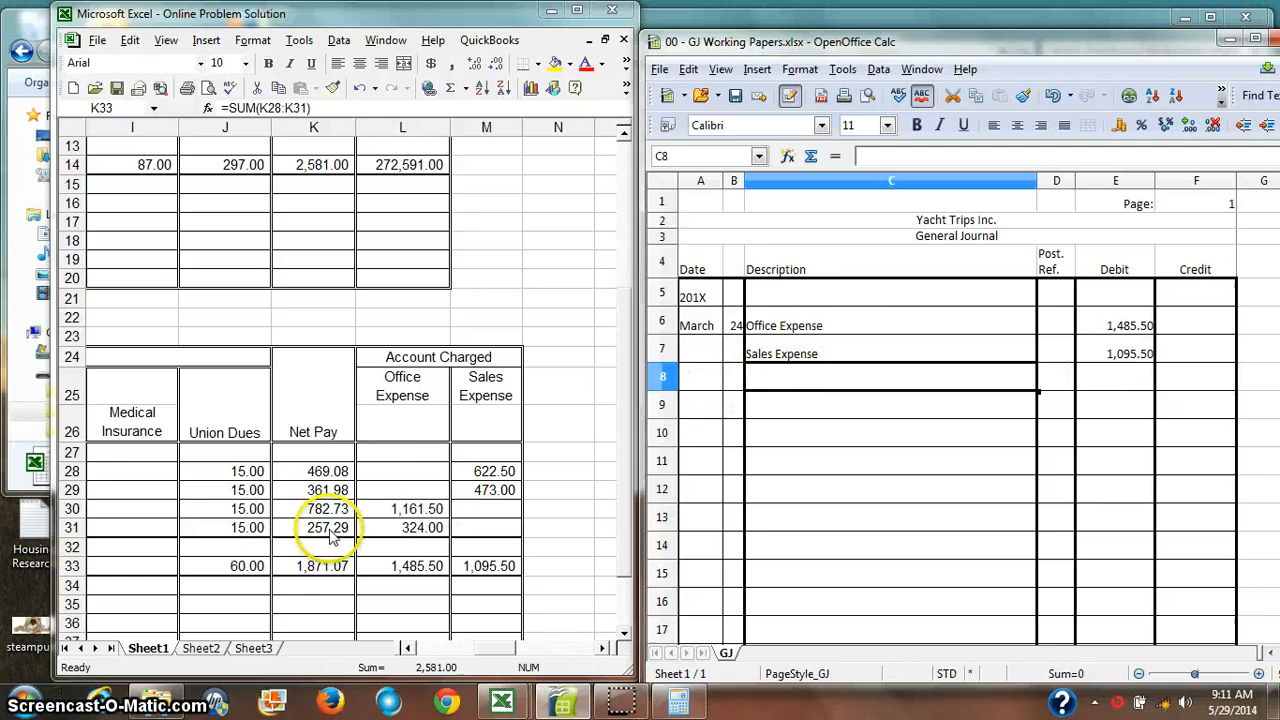 Microsoft Excel - Online Problem Solution
File Edit View Insert Format Tools Data Window Help QuickBooks
Arial 10
K33 =SUM(K28:K31)
I J K L M N
13
14 87.00 297.00 2,581.00 272,591.00
15
16
17
18
19
20
21
22
23
24 Account Charged
25 Office Expense Sales Expense
26 Medical Insurance Union Dues Net Pay
27
28 15.00 469.08 622.50
29 15.00 361.98 473.00
30 15.00 782.73 1,161.50
31 15.00 257.29 324.00
32
33 60.00 1,871.07 1,485.50 1,095.50
34
35
36
Sheet1 Sheet2 Sheet3
Ready Sum= 2,581.00 NUM
00 - GJ Working Papers.xlsx - OpenOffice Calc
File Edit View Insert Format Tools Data Window Help
Find Text
Calibri 11
C8
A B C D E F G
1 Page: 1
2 Yacht Trips Inc.
3 General Journal
4 Date Description Post. Ref. Debit Credit
5 201X
6 March 24 Office Expense 1,485.50
7 Sales Expense 1,095.50
8
9
10
11
12
13
14
15
16
17
GJ
Sheet 1 / 1 PageStyle_GJ STD * Sum=0
Orga
Housin
Researc
steampu
Screencast-O-Matic.com
9:11 AM
5/29/2014